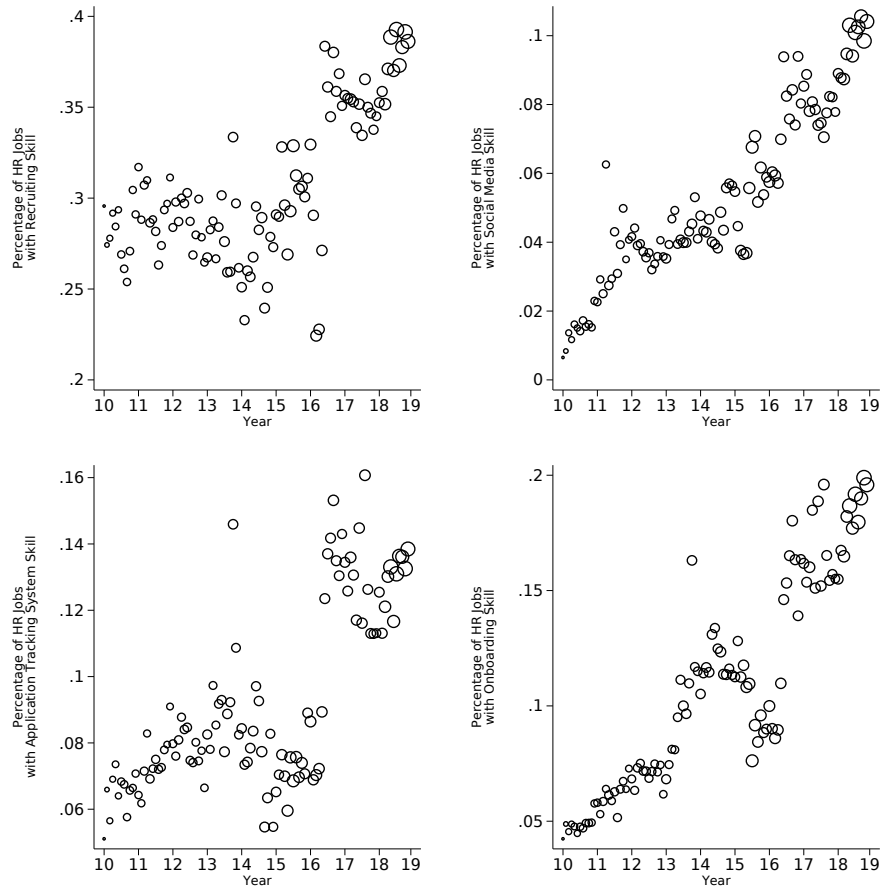 Percentage of HR Jobs
with Recruiting Skill
.4
.35
.3
.25
.2
10 11 12 13 14 15 16 17 18 19
Year
Percentage of HR Jobs
with Social Media Skill
.1
.08
.06
.04
.02
0
10 11 12 13 14 15 16 17 18 19
Year
Percentage of HR Jobs
with Application Tracking System Skill
.16
.14
.12
.1
.08
.06
10 11 12 13 14 15 16 17 18 19
Year
Percentage of HR Jobs
with Onboarding Skill
.2
.15
.1
.05
10 11 12 13 14 15 16 17 18 19
Year